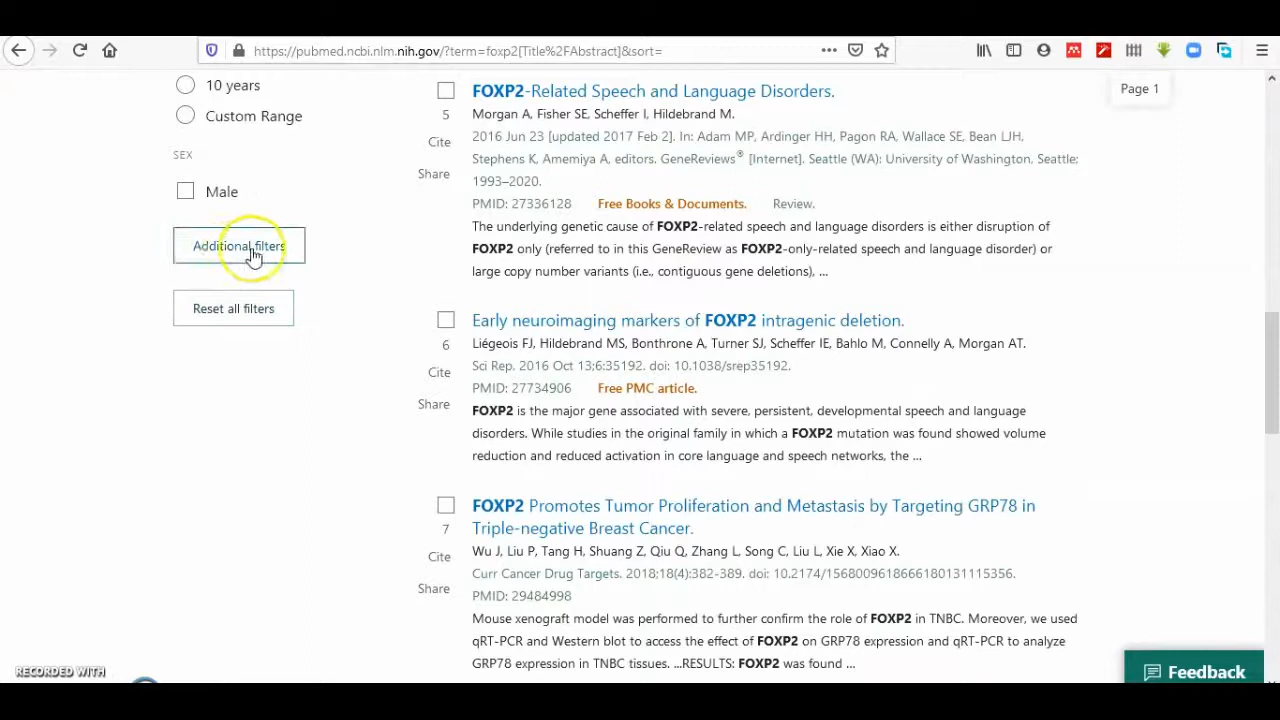 https://pubmed.ncbi.nlm.nih.gov/?term=foxp2[Title%2FAbstract]&sort=
10 years
Custom Range
SEX
Male
Additional filters
Reset all filters
Page 1
FOXP2-Related Speech and Language Disorders.
5
Morgan A, Fisher SE, Scheffer I, Hildebrand M.
Cite
2016 Jun 23 [updated 2017 Feb 2]. In: Adam MP, Ardinger HH, Pagon RA, Wallace SE, Bean LJH,
Stephens K, Amemiya A, editors. GeneReviews® [Internet]. Seattle (WA): University of Washington, Seattle;
Share
1993–2020.
PMID: 27336128 Free Books & Documents. Review.
The underlying genetic cause of FOXP2-related speech and language disorders is either disruption of
FOXP2 only (referred to in this GeneReview as FOXP2-only-related speech and language disorder) or
large copy number variants (i.e., contiguous gene deletions), ...
Early neuroimaging markers of FOXP2 intragenic deletion.
6
Liégeois FJ, Hildebrand MS, Bonthrone A, Turner SJ, Scheffer IE, Bahlo M, Connelly A, Morgan AT.
Cite
Sci Rep. 2016 Oct 13;6:35192. doi: 10.1038/srep35192.
PMID: 27734906 Free PMC article.
Share
FOXP2 is the major gene associated with severe, persistent, developmental speech and language
disorders. While studies in the original family in which a FOXP2 mutation was found showed volume
reduction and reduced activation in core language and speech networks, the ...
FOXP2 Promotes Tumor Proliferation and Metastasis by Targeting GRP78 in
7
Triple-negative Breast Cancer.
Wu J, Liu P, Tang H, Shuang Z, Qiu Q, Zhang L, Song C, Liu L, Xie X, Xiao X.
Cite
Curr Cancer Drug Targets. 2018;18(4):382-389. doi: 10.2174/1568009618666180131115356.
Share
PMID: 29484998
Mouse xenograft model was performed to further confirm the role of FOXP2 in TNBC. Moreover, we used
qRT-PCR and Western blot to access the effect of FOXP2 on GRP78 expression and qRT-PCR to analyze
GRP78 expression in TNBC tissues. ...RESULTS: FOXP2 was found ...
Feedback
RECORDED WITH